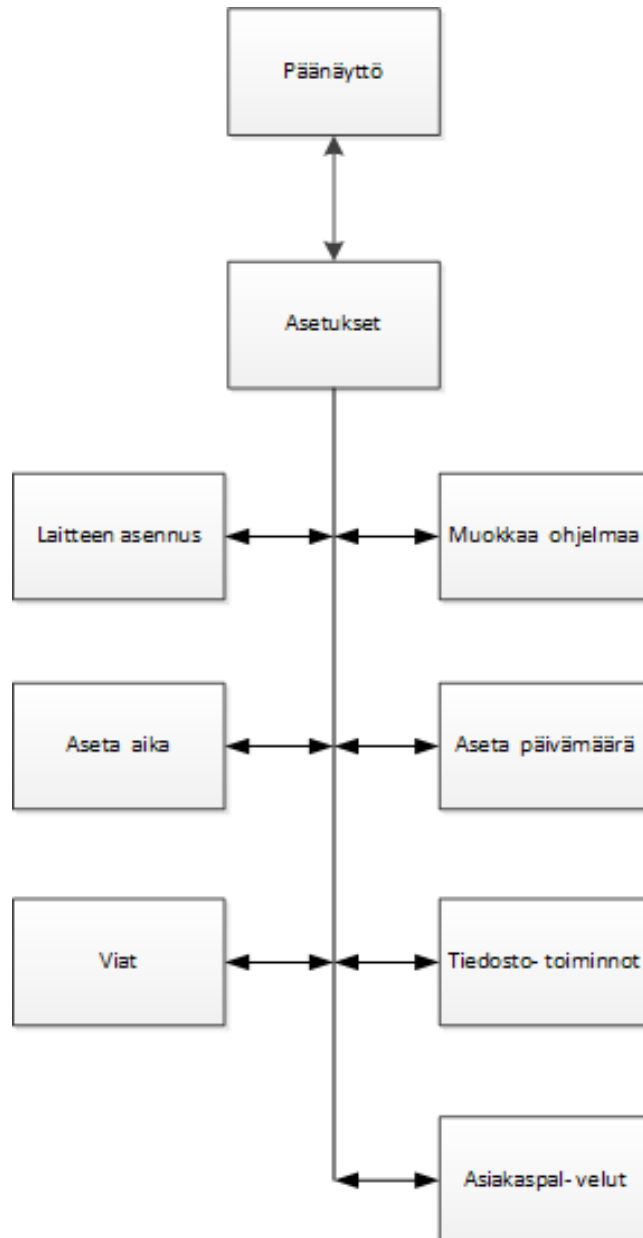 Päänäyttö
Asetukset
Laitteen asennus
Muokkaa ohjelmaa
Aseta aika
Aseta päivämäärä
Viat
Tiedosto- toiminnot
Asiakaspal- velut